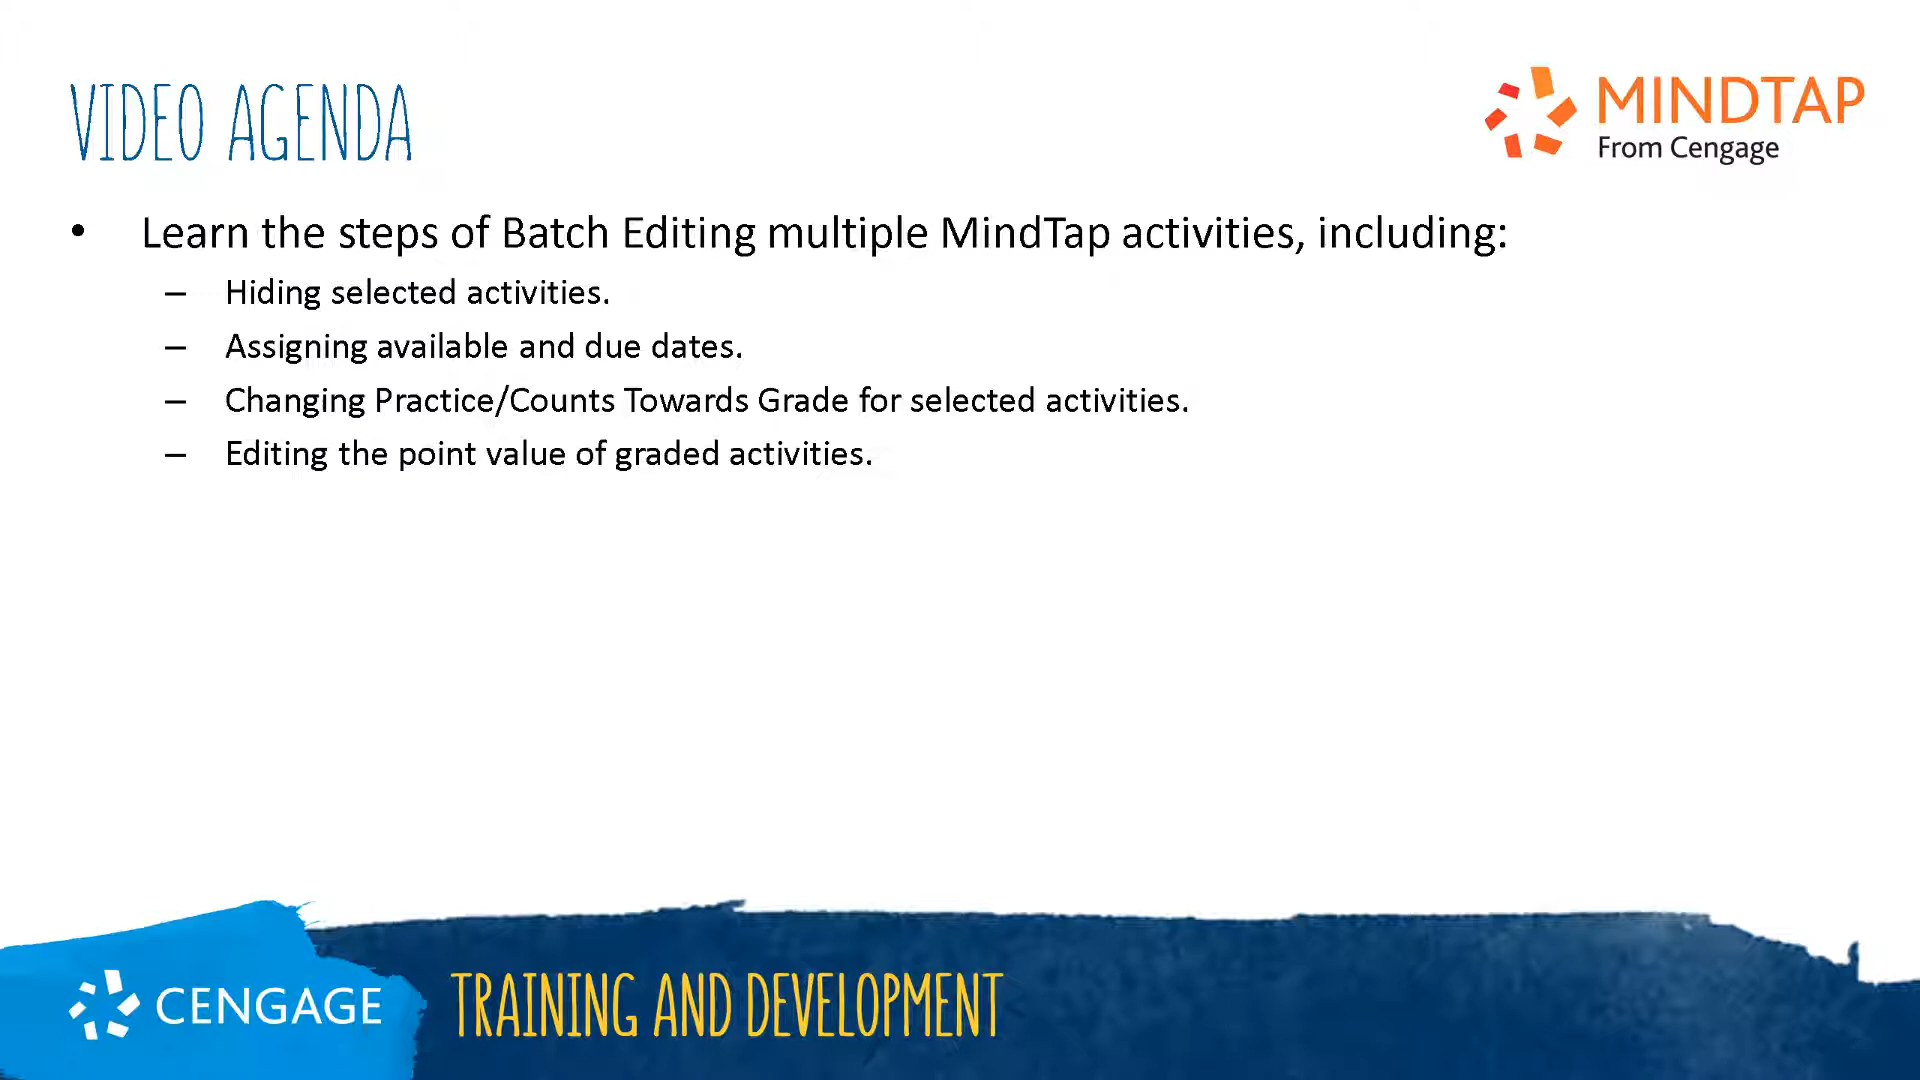 VIDEO AGENDA
MINDTAP
From Cengage
• Learn the steps of Batch Editing multiple MindTap activities, including:
– Hiding selected activities.
– Assigning available and due dates.
– Changing Practice/Counts Towards Grade for selected activities.
– Editing the point value of graded activities.
CENGAGE
TRAINING AND DEVELOPMENT